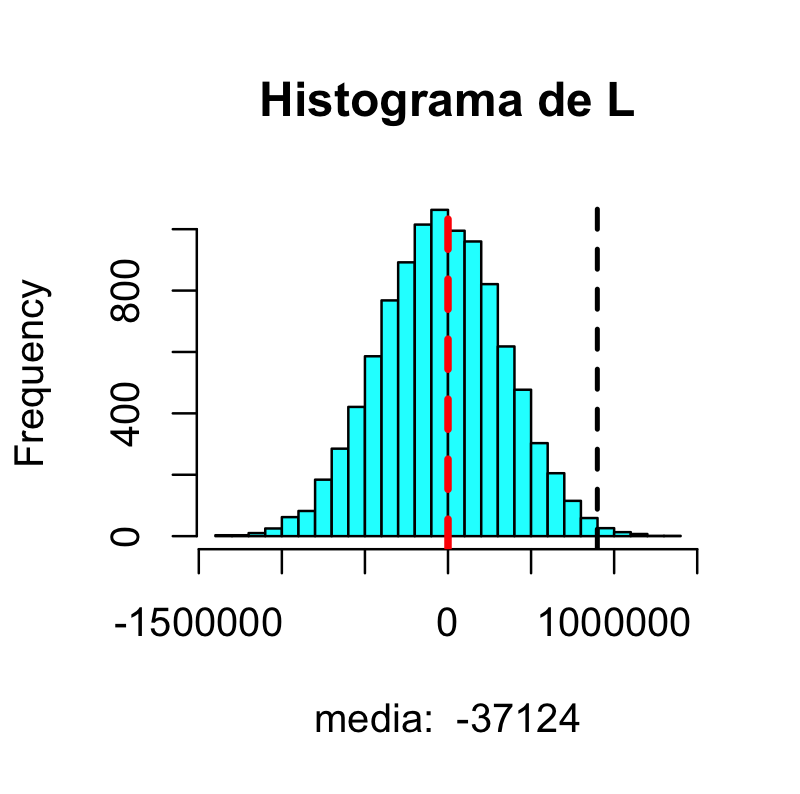 Histograma de L
Frequency
800
400
0
-1500000 0 1000000
media: -37124